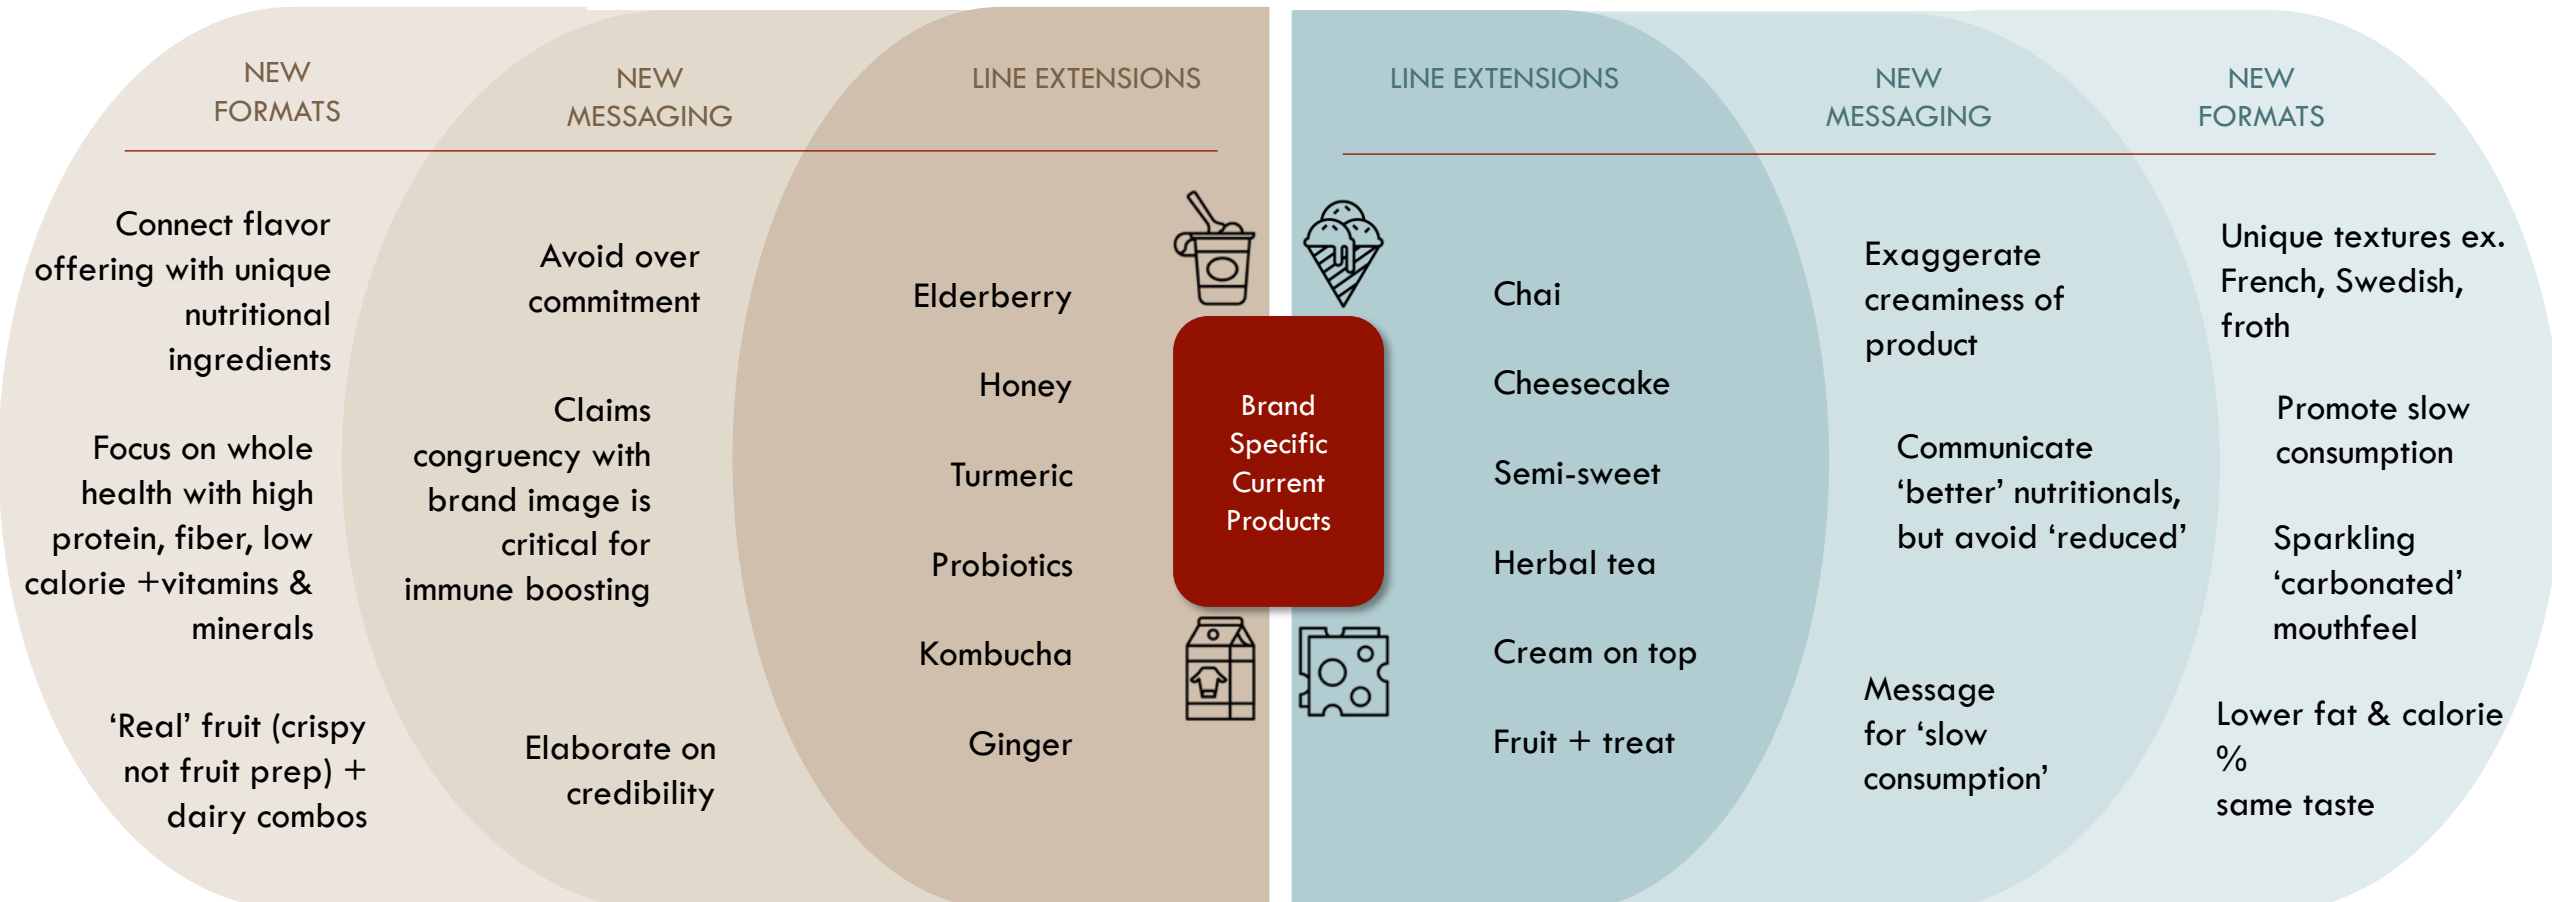 NEW
FORMATS
Connect flavor
offering with unique
nutritional
ingredients
Focus on whole
health with high
protein, fiber, low
calorie +vitamins &
minerals
‘Real’ fruit (crispy
not fruit prep) +
dairy combos
NEW
MESSAGING
Avoid over
commitment
Claims
congruency with
brand image is
critical for
immune boosting
Elaborate on
credibility
LINE EXTENSIONS
Elderberry
Honey
Turmeric
Probiotics
Kombucha
Ginger
Brand
Specific
Current
Products
LINE EXTENSIONS
Chai
Cheesecake
Semi-sweet
Herbal tea
Cream on top
Fruit + treat
NEW
MESSAGING
Exaggerate
creaminess of
product
Communicate
‘better’ nutritionals,
but avoid ‘reduced’
Message
for ‘slow
consumption’
NEW
FORMATS
Unique textures ex.
French, Swedish,
froth
Promote slow
consumption
Sparkling
‘carbonated’
mouthfeel
Lower fat & calorie
%
same taste